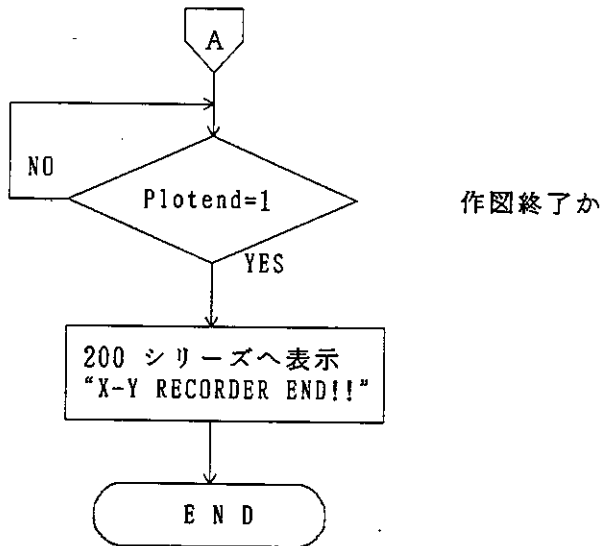 A
NO
Plotend=1
作図終了か
YES
200 シリーズへ表示
“X-Y RECORDER END!!”
E N D